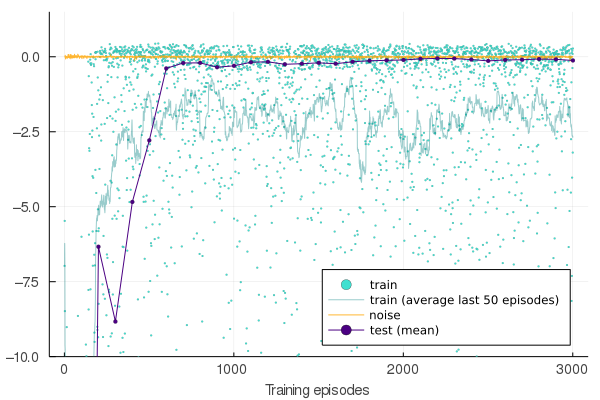 0.0
−2.5
−5.0
−7.5
−10.0
0
1000
2000
3000
Training episodes
train
train (average last 50 episodes)
noise
test (mean)